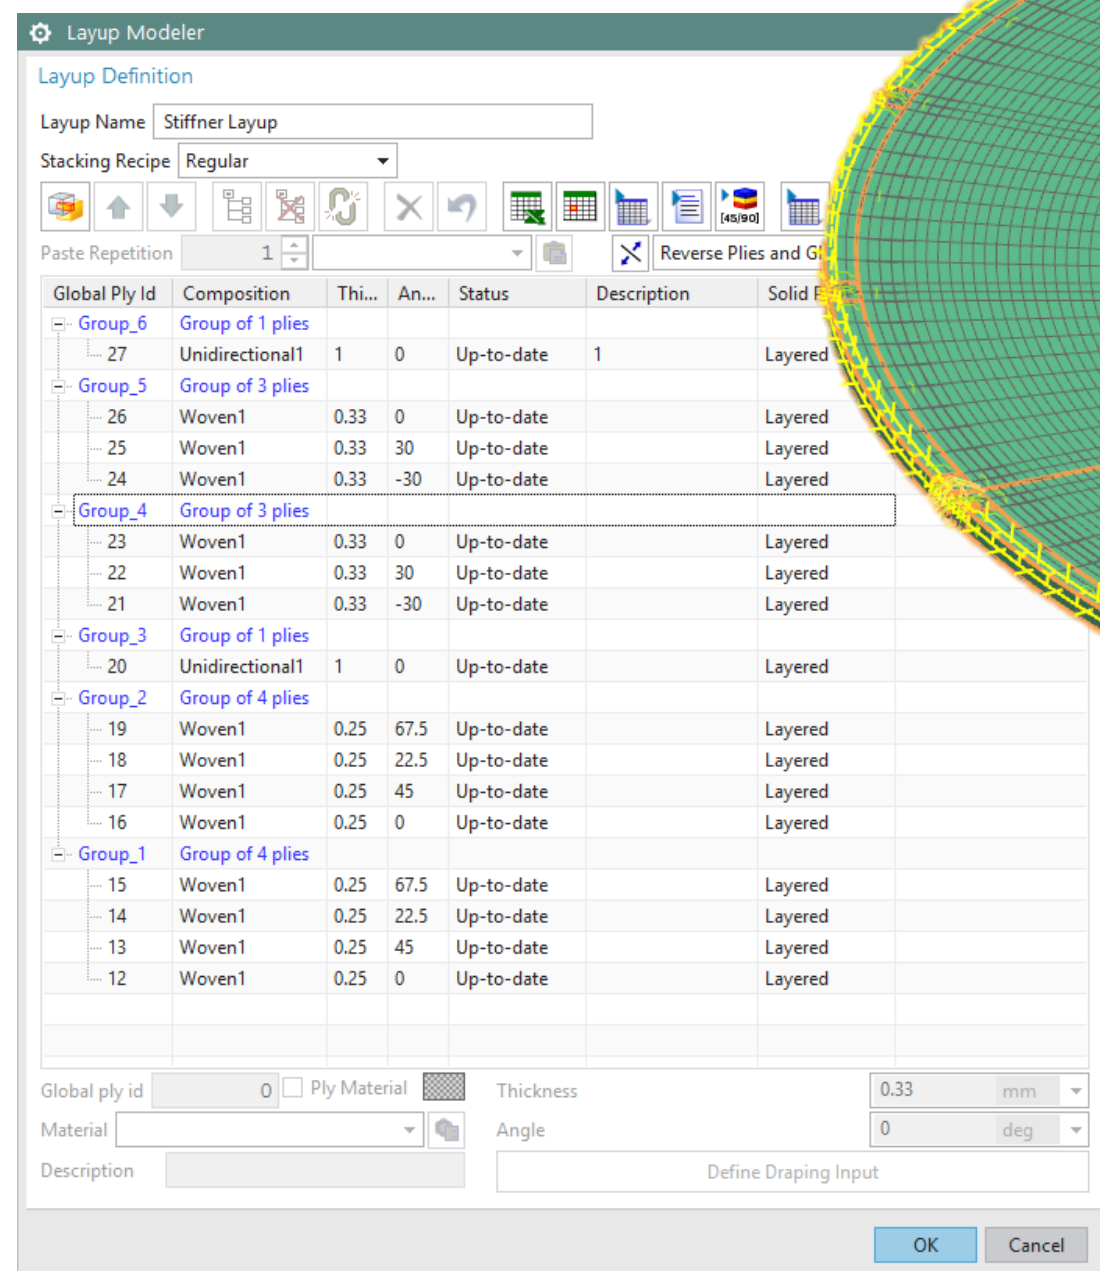 Layup Modeler
Layup Definition
Layup Name Stiffner Layup
Stacking Recipe Regular
[45/90]
Paste Repetition 1 Reverse Plies and G
Global Ply Id Composition Thi... An... Status Description Solid
Group_6 Group of 1 plies
27 Unidirectional1 1 0 Up-to-date 1 Layered
Group_5 Group of 3 plies
26 Woven1 0.33 0 Up-to-date Layered
25 Woven1 0.33 30 Up-to-date Layered
24 Woven1 0.33 -30 Up-to-date Layered
Group_4 Group of 3 plies
23 Woven1 0.33 0 Up-to-date Layered
22 Woven1 0.33 30 Up-to-date Layered
21 Woven1 0.33 -30 Up-to-date Layered
Group_3 Group of 1 plies
20 Unidirectional1 1 0 Up-to-date Layered
Group_2 Group of 4 plies
19 Woven1 0.25 67.5 Up-to-date Layered
18 Woven1 0.25 22.5 Up-to-date Layered
17 Woven1 0.25 45 Up-to-date Layered
16 Woven1 0.25 0 Up-to-date Layered
Group_1 Group of 4 plies
15 Woven1 0.25 67.5 Up-to-date Layered
14 Woven1 0.25 22.5 Up-to-date Layered
13 Woven1 0.25 45 Up-to-date Layered
12 Woven1 0.25 0 Up-to-date Layered
Global ply id 0 Ply Material Thickness 0.33 mm
Material Angle 0 deg
Description Define Draping Input
OK Cancel